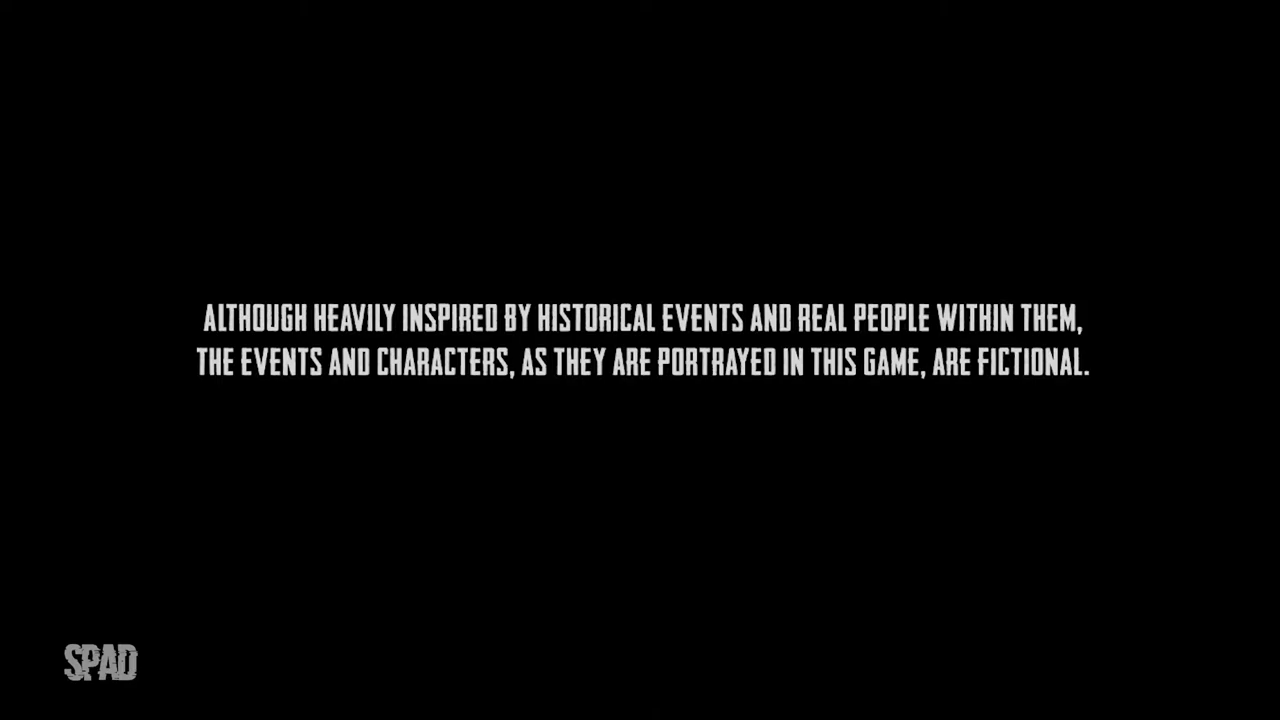 ALTHOUGH HEAVILY INSPIRED BY HISTORICAL EVENTS AND REAL PEOPLE WITHIN THEM,
THE EVENTS AND CHARACTERS, AS THEY ARE PORTRAYED IN THIS GAME, ARE FICTIONAL.
SPAD